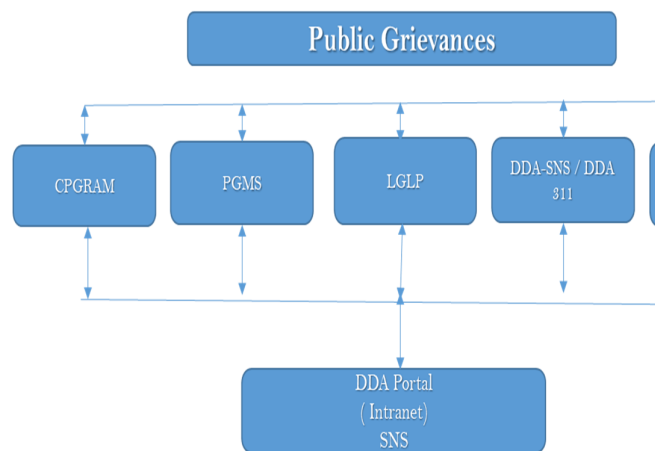 Public Grievances
CPGRAM
PGMS
LGLP
DDA-SNS / DDA
311
DDA Portal
( Intranet)
SNS